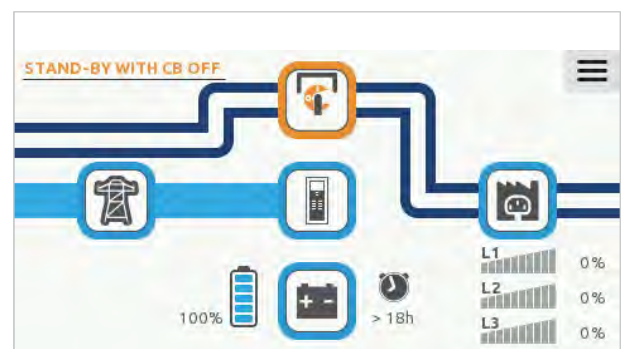 STAND-BY WITH CB OFF
L1 0%
L2 0%
100% > 18h
L3 0%